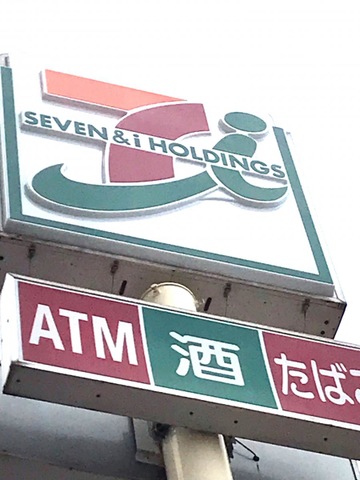 SEVEN & i HOLDINGS
ATM 酒 たば